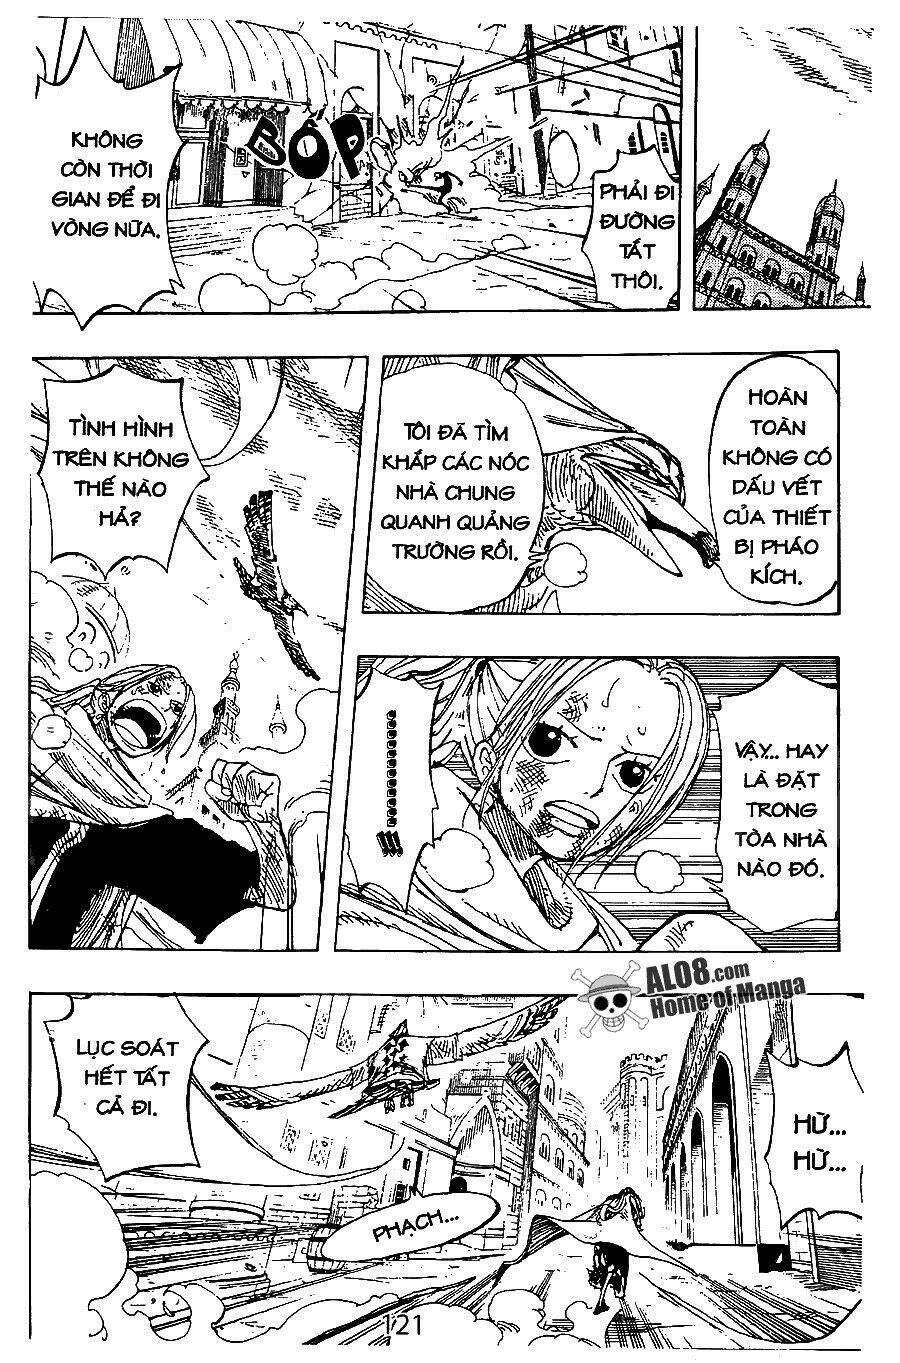 PHẢI ĐI
ĐƯỜNG
TẮT
THÔI.
BỐP
KHÔNG
CÒN THỜI
GIAN ĐỂ ĐI
VÒNG NỮA.
HOÀN
TOÀN
KHÔNG CÓ
DẤU VẾT
CỦA THIẾT
BỊ PHÁO
KÍCH.
TÔI ĐÃ TÌM
KHẮP CÁC NÓC
NHÀ CHUNG
QUANH QUẢNG
TRƯỜNG RỒI.
TÌNH HÌNH
TRÊN KHÔNG
THẾ NÀO
HẢ?
VẬY... HAY
LÀ ĐẶT
TRONG
TÒA NHÀ
NÀO ĐÓ.
............!!!
AL08.com
Home of Manga
HỪ...
HỪ...
LỤC SOÁT
HẾT TẤT
CẢ ĐI.
PHẠCH...
121